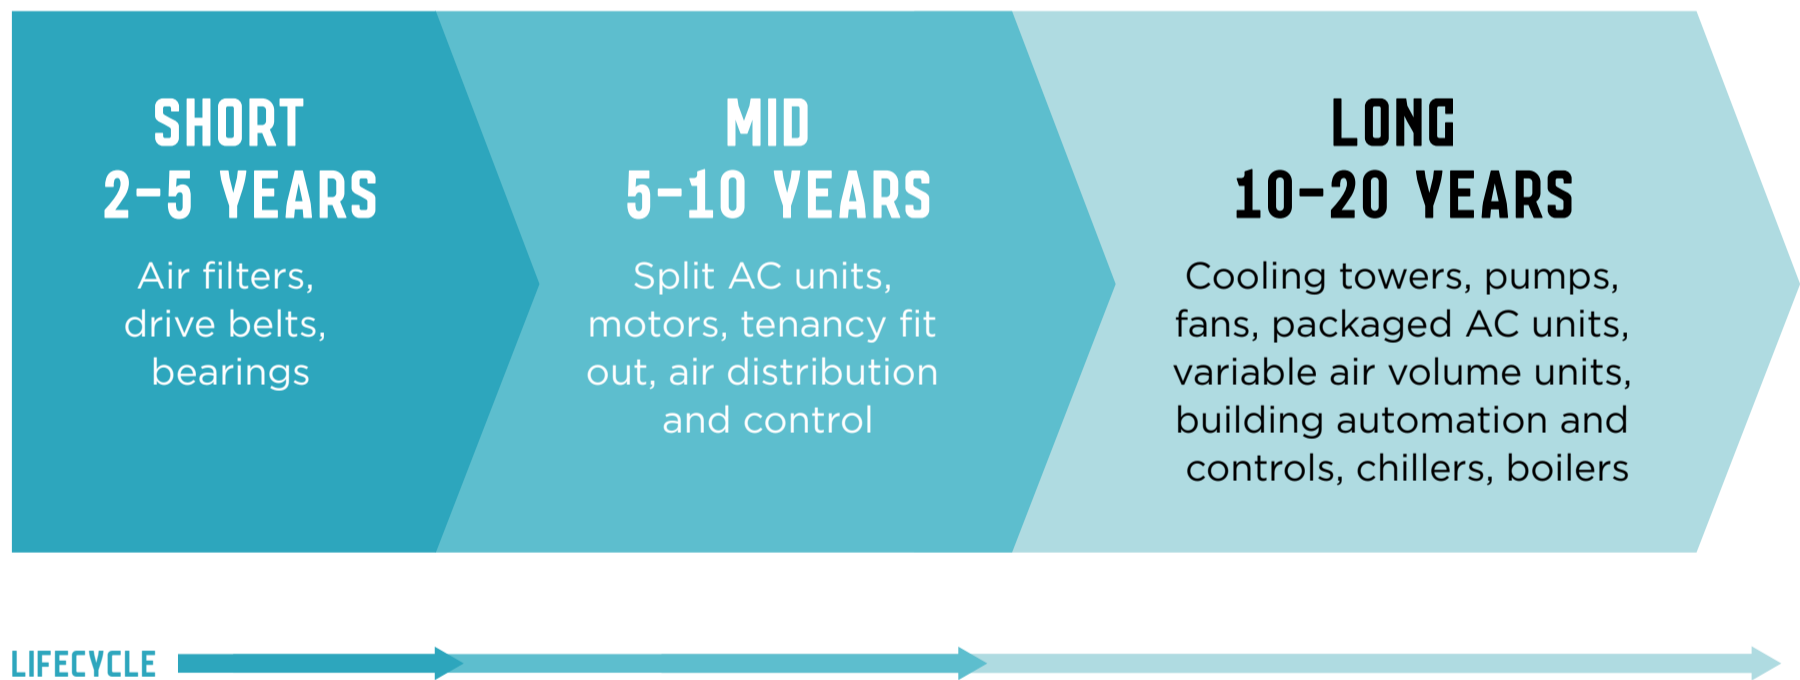 SHORT
2–5 YEARS
Air filters,
drive belts,
bearings
MID
5–10 YEARS
Split AC units,
motors, tenancy fit
out, air distribution
and control
LONG
10–20 YEARS
Cooling towers, pumps,
fans, packaged AC units,
variable air volume units,
building automation and
controls, chillers, boilers
LIFECYCLE